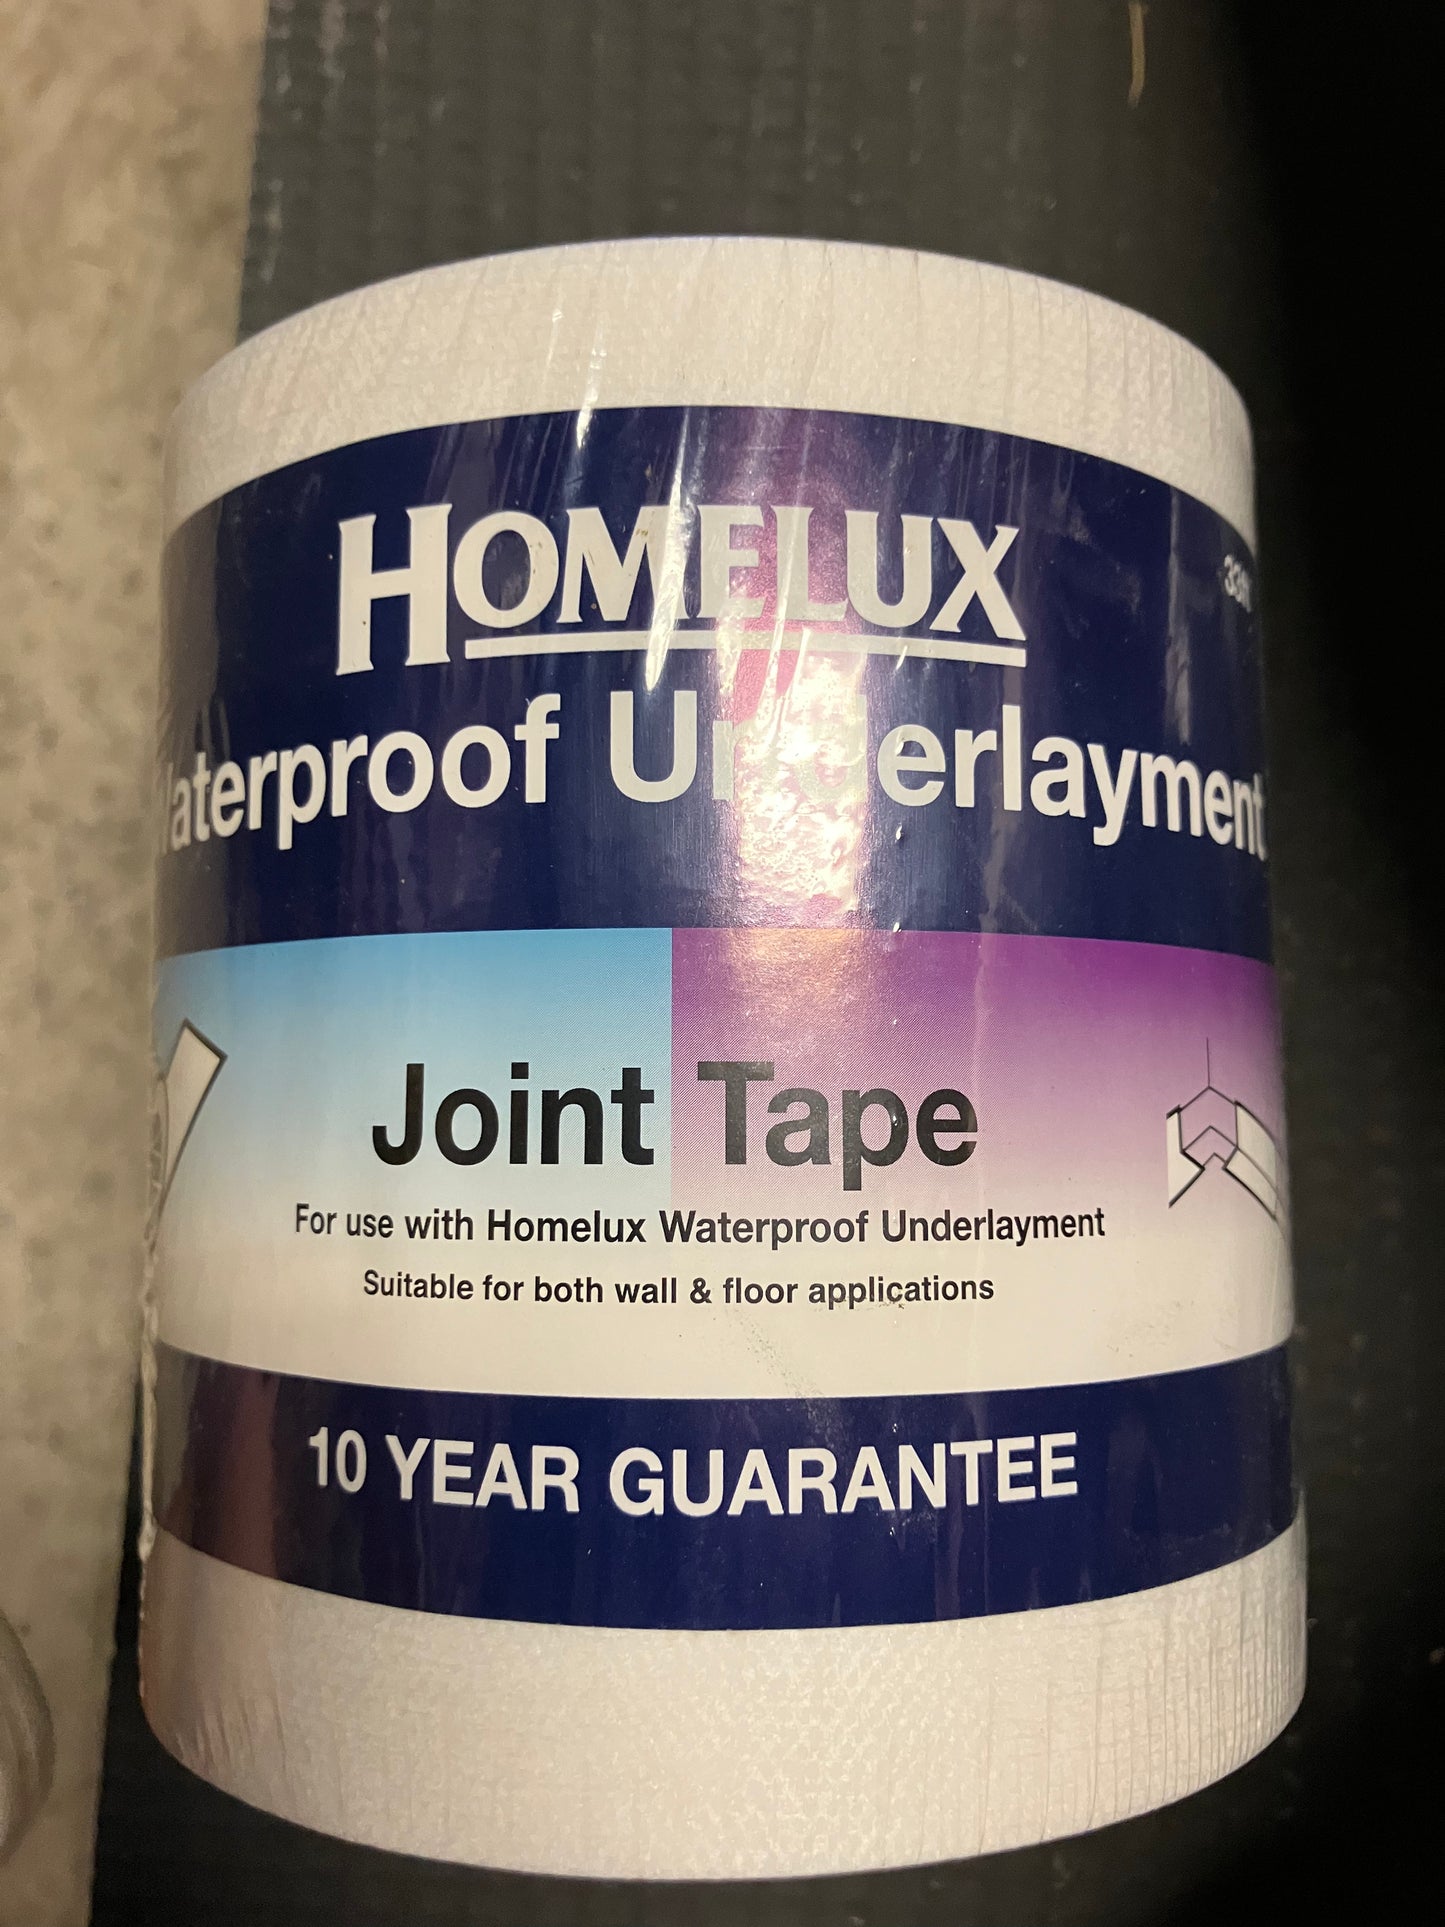 HOMELUX
Underlayment
Joint Tape
For use with Homelux Waterproof Underlayment
Suitable for both wall & floor applications
10 YEAR GUARANTEE